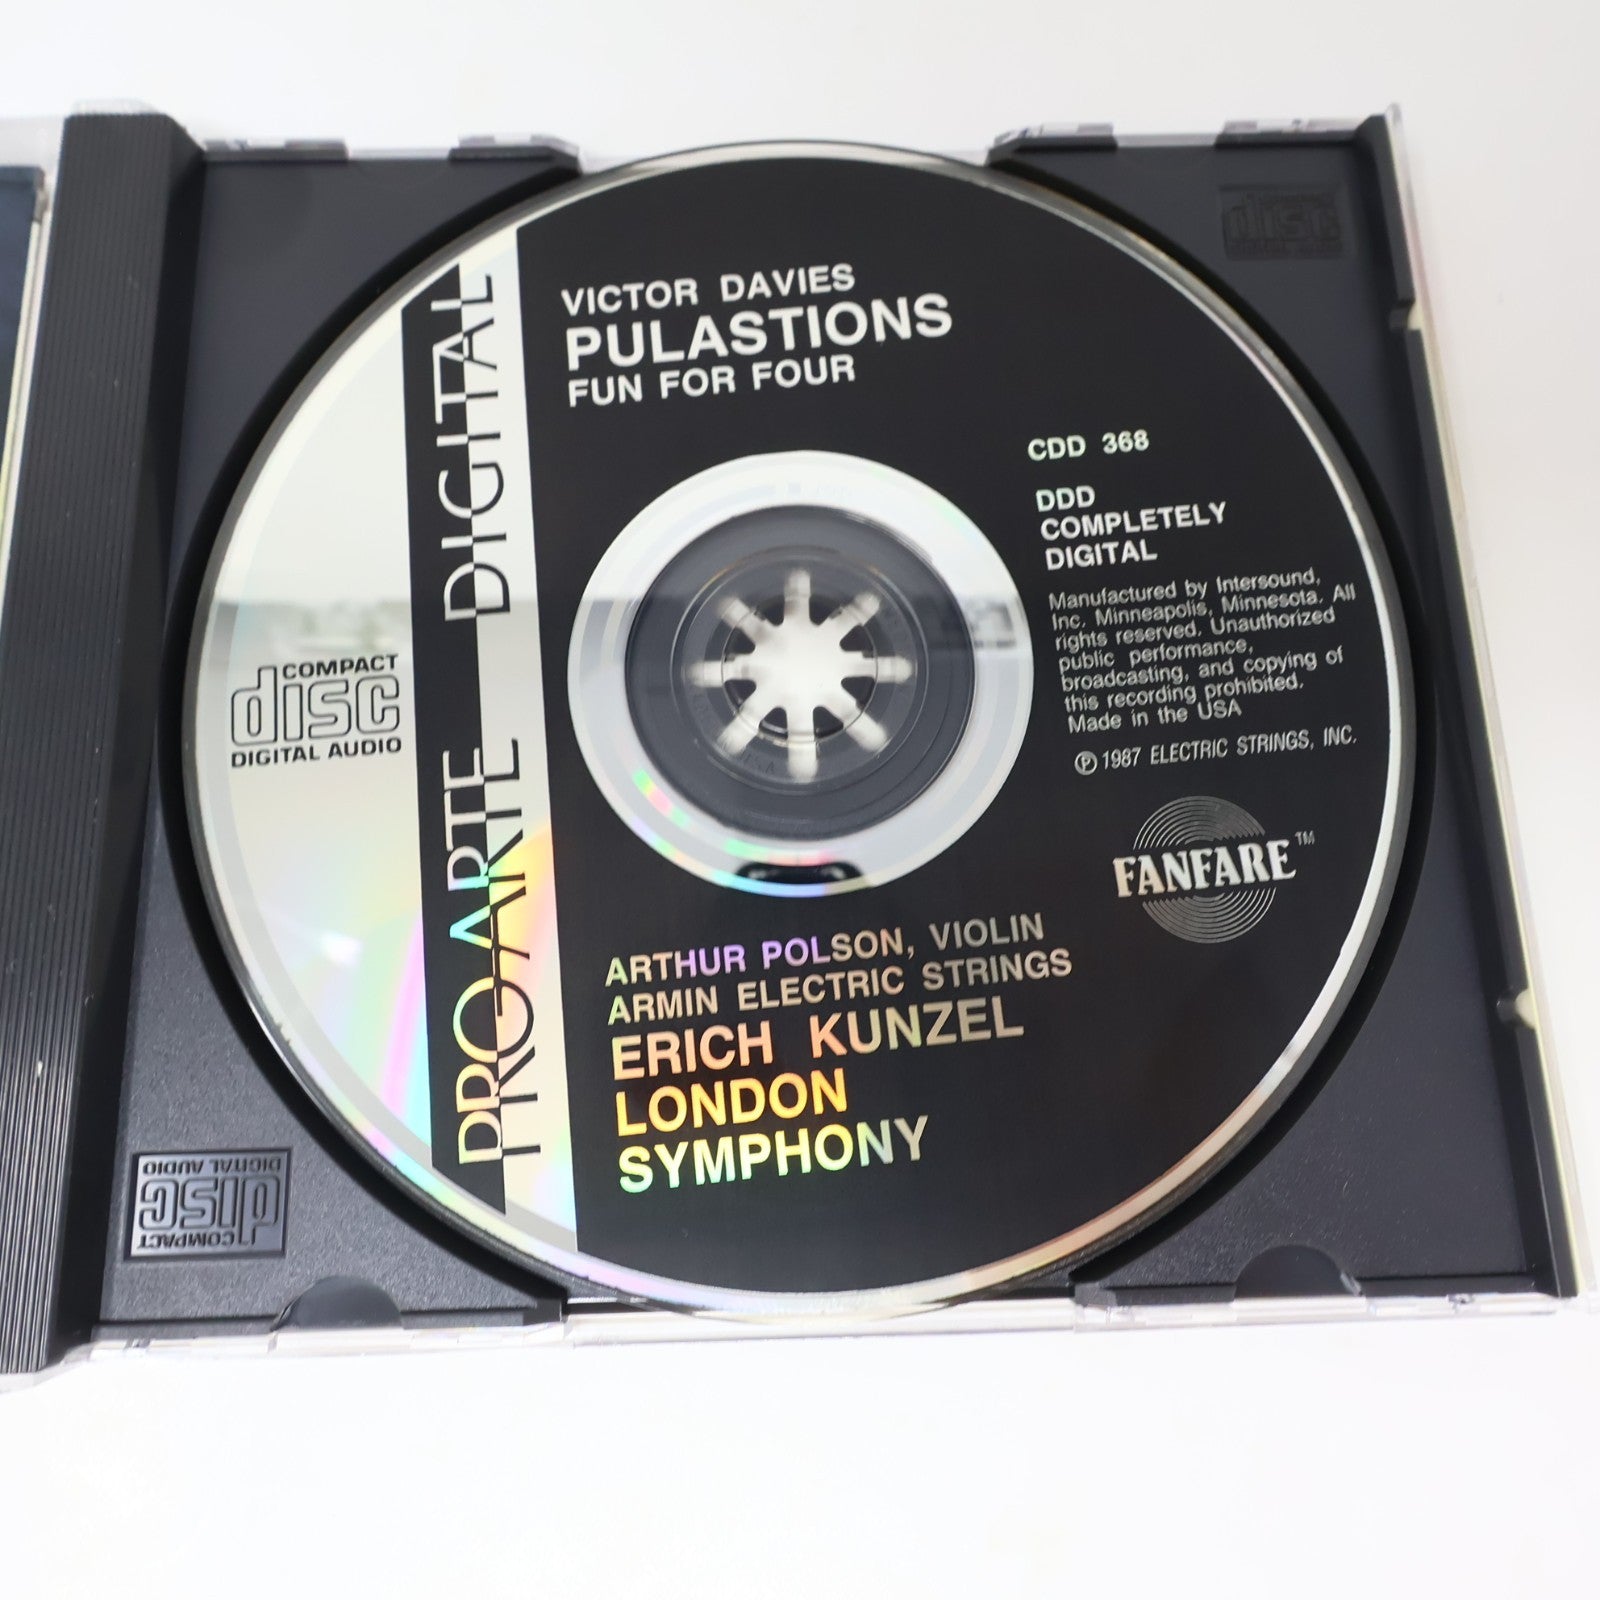 VICTOR DAVIES
PULASTIONS
FUN FOR FOUR
CDD 368
DDD
COMPLETELY
DIGITAL
Manufactured by Intersound,
Inc. Minneapolis, Minnesota. All
rights reserved. Unauthorized
public performance,
broadcasting, and copying of
this recording prohibited.
Made in the USA
℗ 1987 ELECTRIC STRINGS, INC.
FANFARE™
ARTHUR POLSON, VIOLIN
ARMIN ELECTRIC STRINGS
ERICH KUNZEL
LONDON
SYMPHONY
PRO ARTE DIGITAL
COMPACT
disc
DIGITAL AUDIO
disc
COMPACT
disc
DIGITAL AUDIO